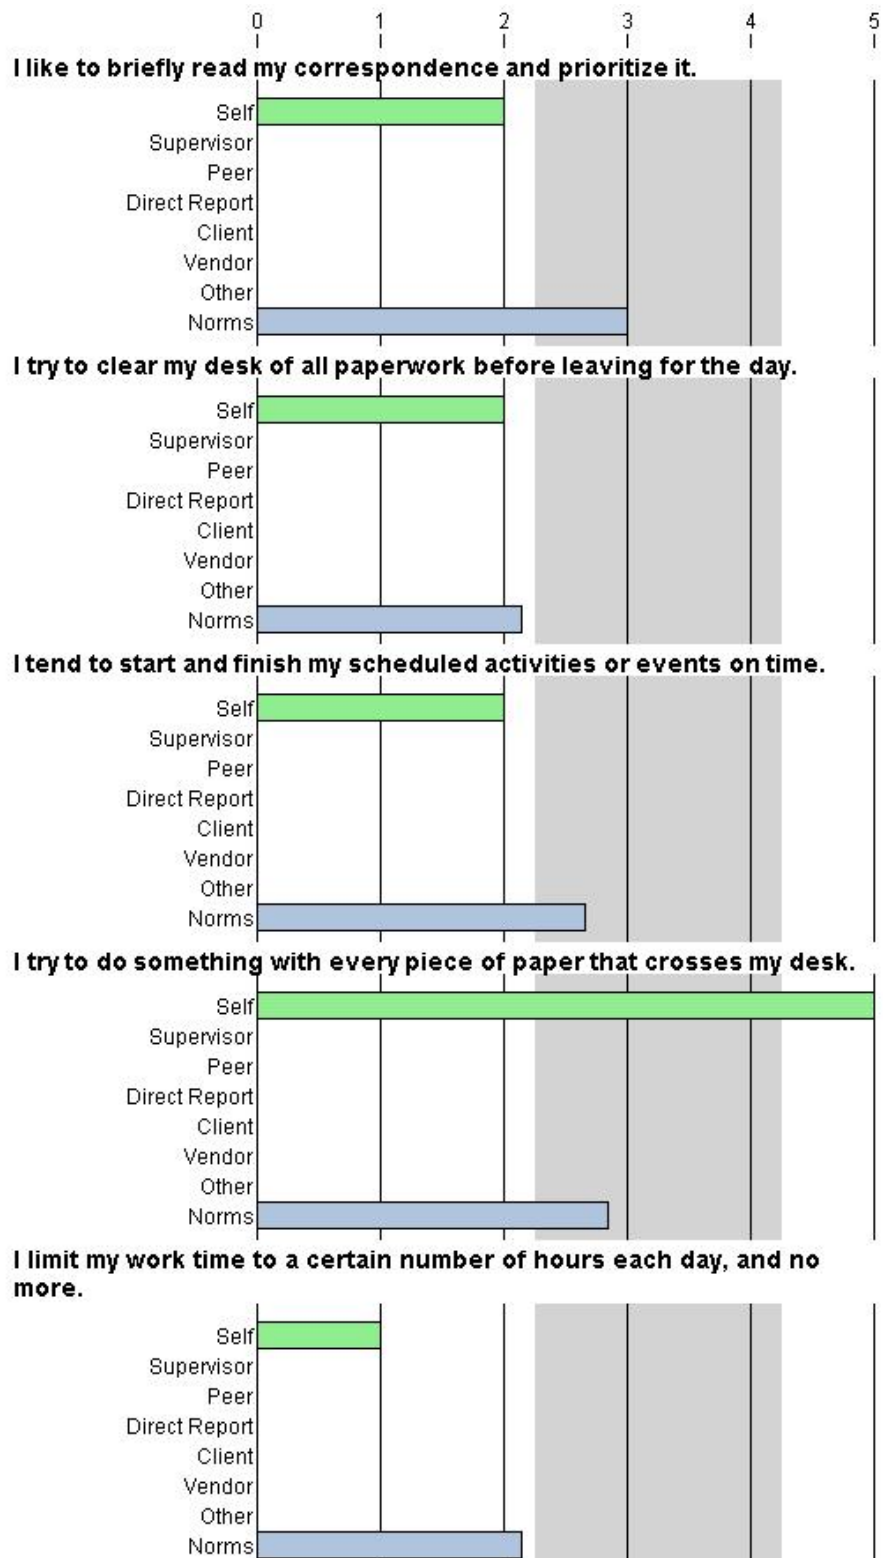 0 1 2 3 4 5
I like to briefly read my correspondence and prioritize it.
Self
Supervisor
Peer
Direct Report
Client
Vendor
Other
Norms
I try to clear my desk of all paperwork before leaving for the day.
Self
Supervisor
Peer
Direct Report
Client
Vendor
Other
Norms
I tend to start and finish my scheduled activities or events on time.
Self
Supervisor
Peer
Direct Report
Client
Vendor
Other
Norms
I try to do something with every piece of paper that crosses my desk.
Self
Supervisor
Peer
Direct Report
Client
Vendor
Other
Norms
I limit my work time to a certain number of hours each day, and no
more.
Self
Supervisor
Peer
Direct Report
Client
Vendor
Other
Norms